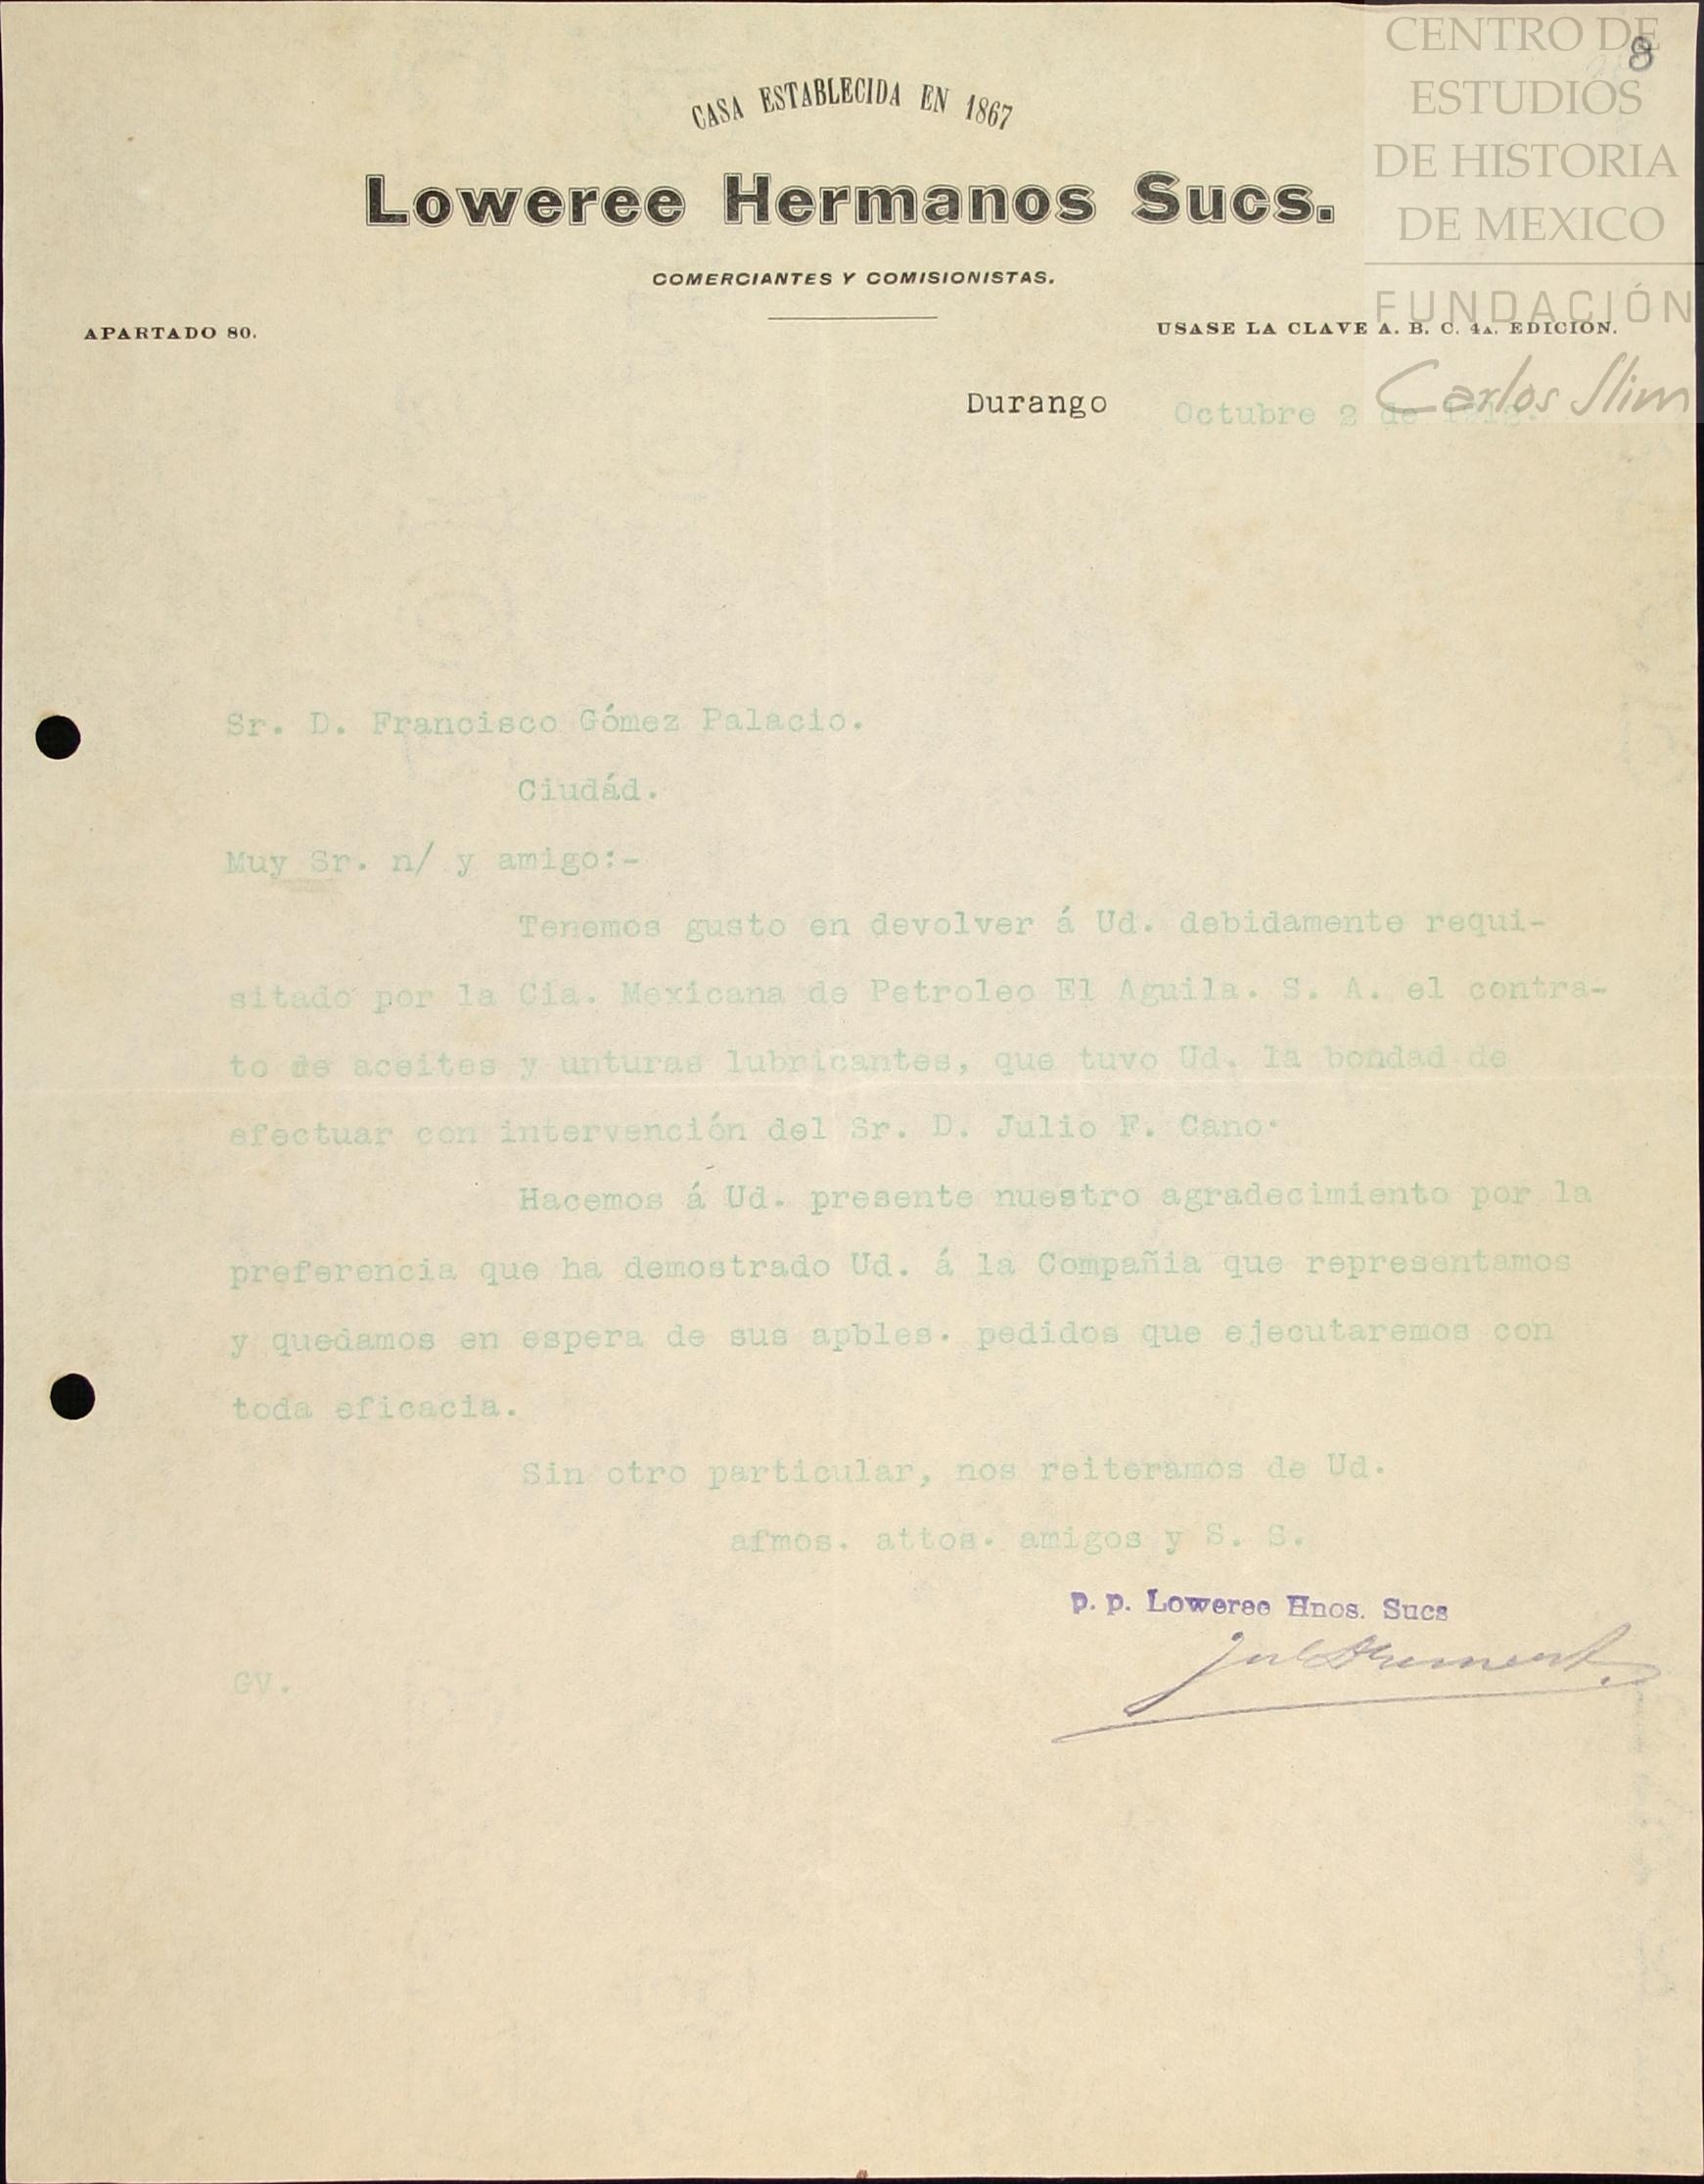 CENTRO DE
ESTUDIOS
DE HISTORIA
DE MEXICO
FUNDACIÓN
Carlos Slim
8
CASA ESTABLECIDA EN 1867
Loweree Hermanos Sucs.
COMERCIANTES Y COMISIONISTAS.
APARTADO 80.
USASE LA CLAVE A. B. C. 4A. EDICION.
Durango Octubre 2 de
Sr. D. Francisco Gómez Palacio.
Ciudád.
Muy Sr. n/ y amigo:-
Tenemos gusto en devolver á Ud. debidamente requi-
sitado por la Cia. Mexicana de Petroleo El Aguila. S. A. el contra-
to de aceites y unturas lubricantes, que tuvo Ud. la bondad de
efectuar con intervención del Sr. D. Julio F. Cano.
Hacemos á Ud. presente nuestro agradecimiento por la
preferencia que ha demostrado Ud. á la Compañia que representamos
y quedamos en espera de sus apbles. pedidos que ejecutaremos con
toda eficacia.
Sin otro particular, nos reiteramos de Ud.
afmos. attos. amigos y S. S.
p. p. Loweree Hnos. Sucs
GV.